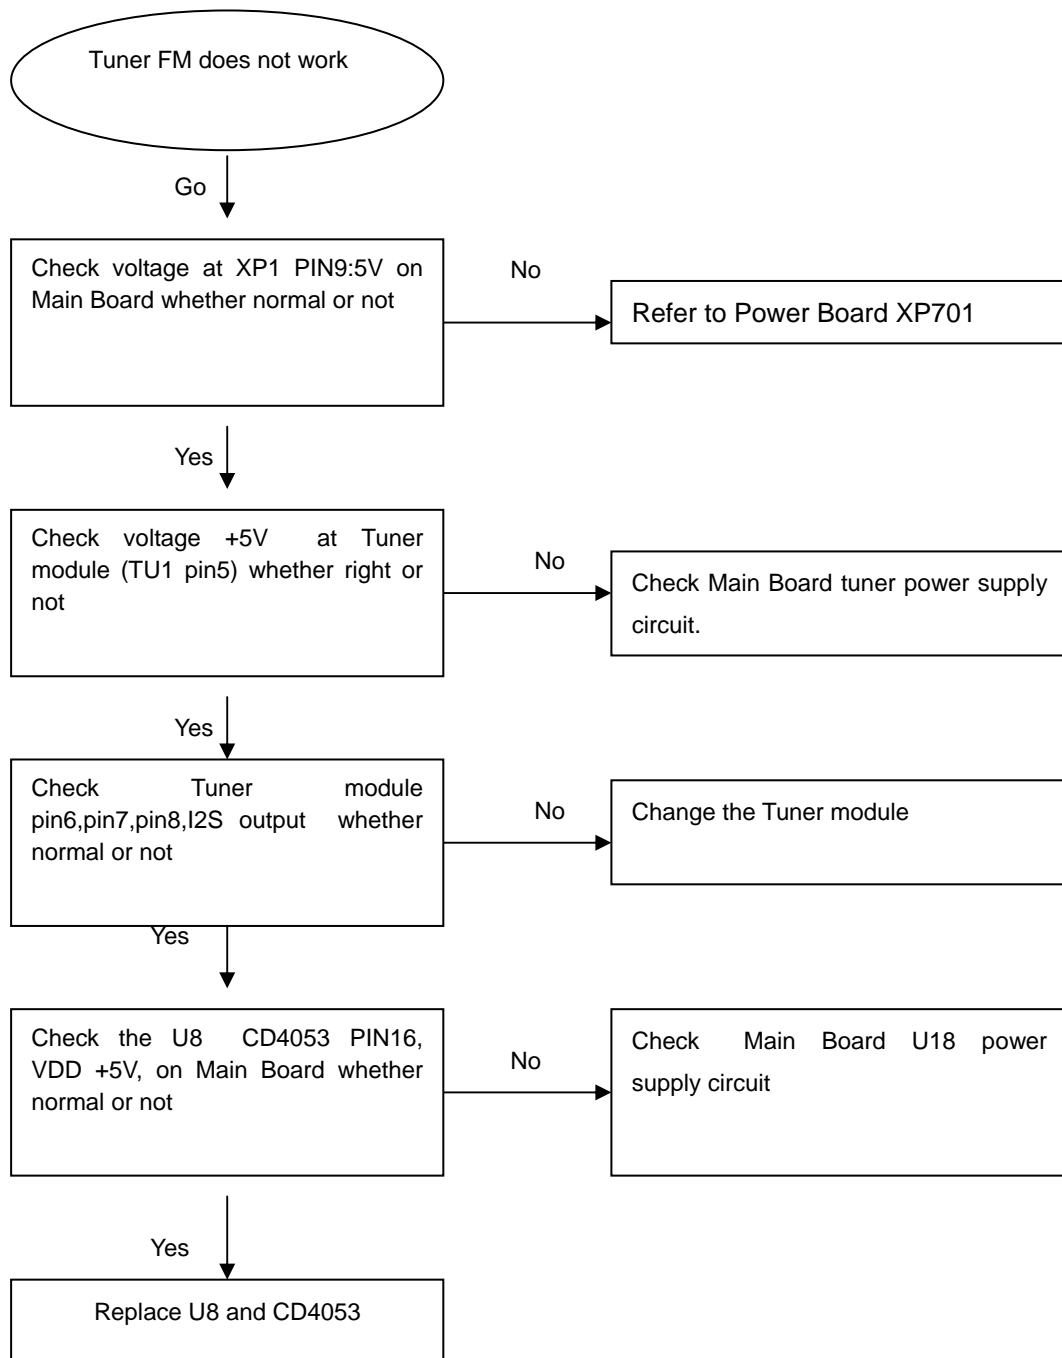 Tuner FM does not work
Go
Check voltage at XP1 PIN9:5V on
Main Board whether normal or not
No
Refer to Power Board XP701
Yes
Check voltage +5V at Tuner
module (TU1 pin5) whether right or
not
No
Check Main Board tuner power supply
circuit.
Yes
Check Tuner module
pin6,pin7,pin8,I2S output whether
normal or not
No
Change the Tuner module
Yes
Check the U8 CD4053 PIN16,
VDD +5V, on Main Board whether
normal or not
No
Check Main Board U18 power
supply circuit
Yes
Replace U8 and CD4053